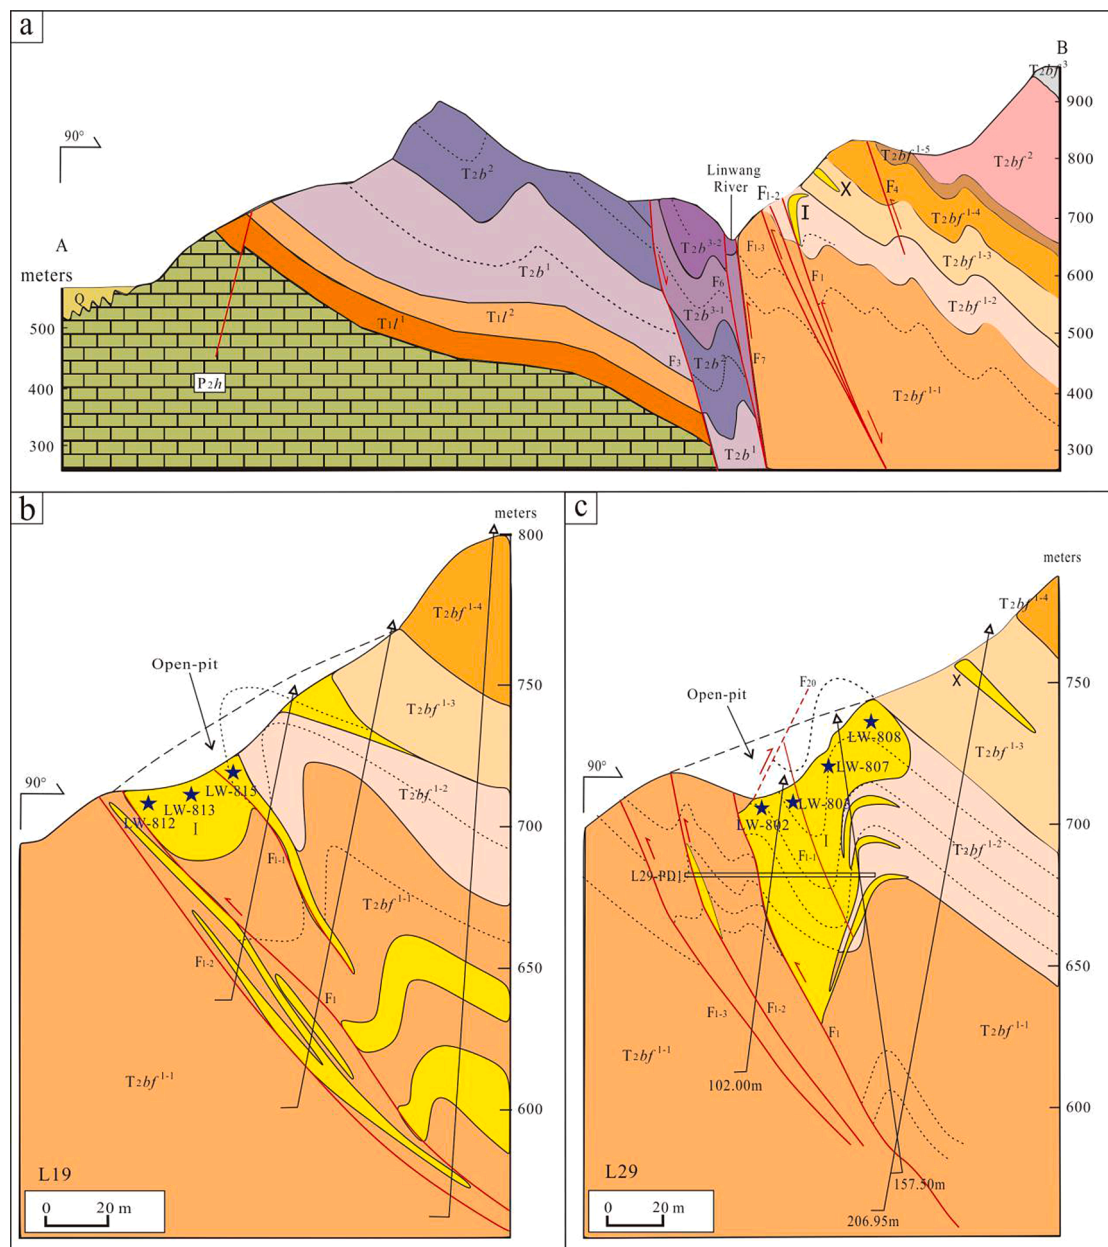 a
B
T2bf³
900
90°
T2bf¹⁻⁵
T2bf²
T2b²
Linwang
River
800
X
F4
F1-2
I
T2bf¹⁻⁴
700
A
T2b³⁻²
F1-3
meters
T2b¹
F6
F1
T2bf¹⁻³
600
Q
T2bf¹⁻²
T1l¹
T1l²
T2b³⁻¹
500
500
F3
T2b²
F7
P2h
T2bf¹⁻¹
400
400
T2b¹
300
300
b
meters
800
T2bf¹⁻⁴
Open-pit
750
T2bf¹⁻³
90°
LW-815
T2bf¹⁻²
LW-813
LW-812
I
700
F1-1
T2bf¹⁻¹
650
F1-2
F1
T2bf¹⁻¹
600
L19
0 20 m
c
meters
T2bf¹⁻⁴
F20
X
Open-pit
750
LW-808
T2bf¹⁻³
90°
LW-807
LW-803
LW-802
I
700
F1-1
T2bf¹⁻²
L29-PD1
650
F1-3
F1-2
F1
T2bf¹⁻¹
T2bf¹⁻¹
102.00m
600
157.50m
L29
206.95m
0 20 m